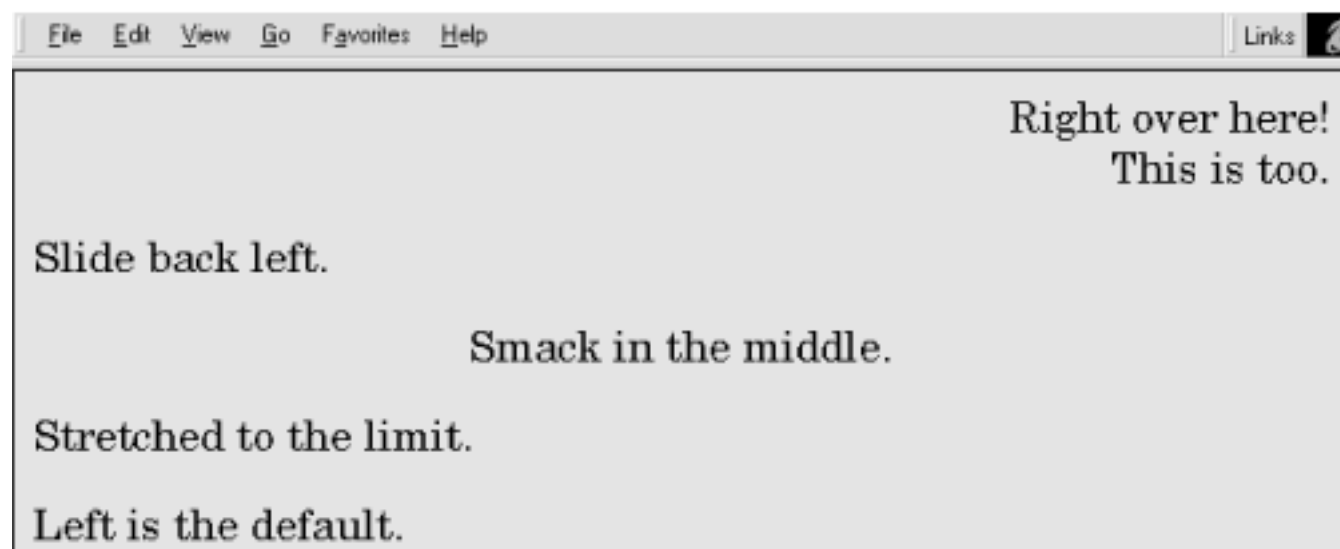 File Edit View Go Favorites Help Links
Right over here!
This is too.
Slide back left.
Smack in the middle.
Stretched to the limit.
Left is the default.